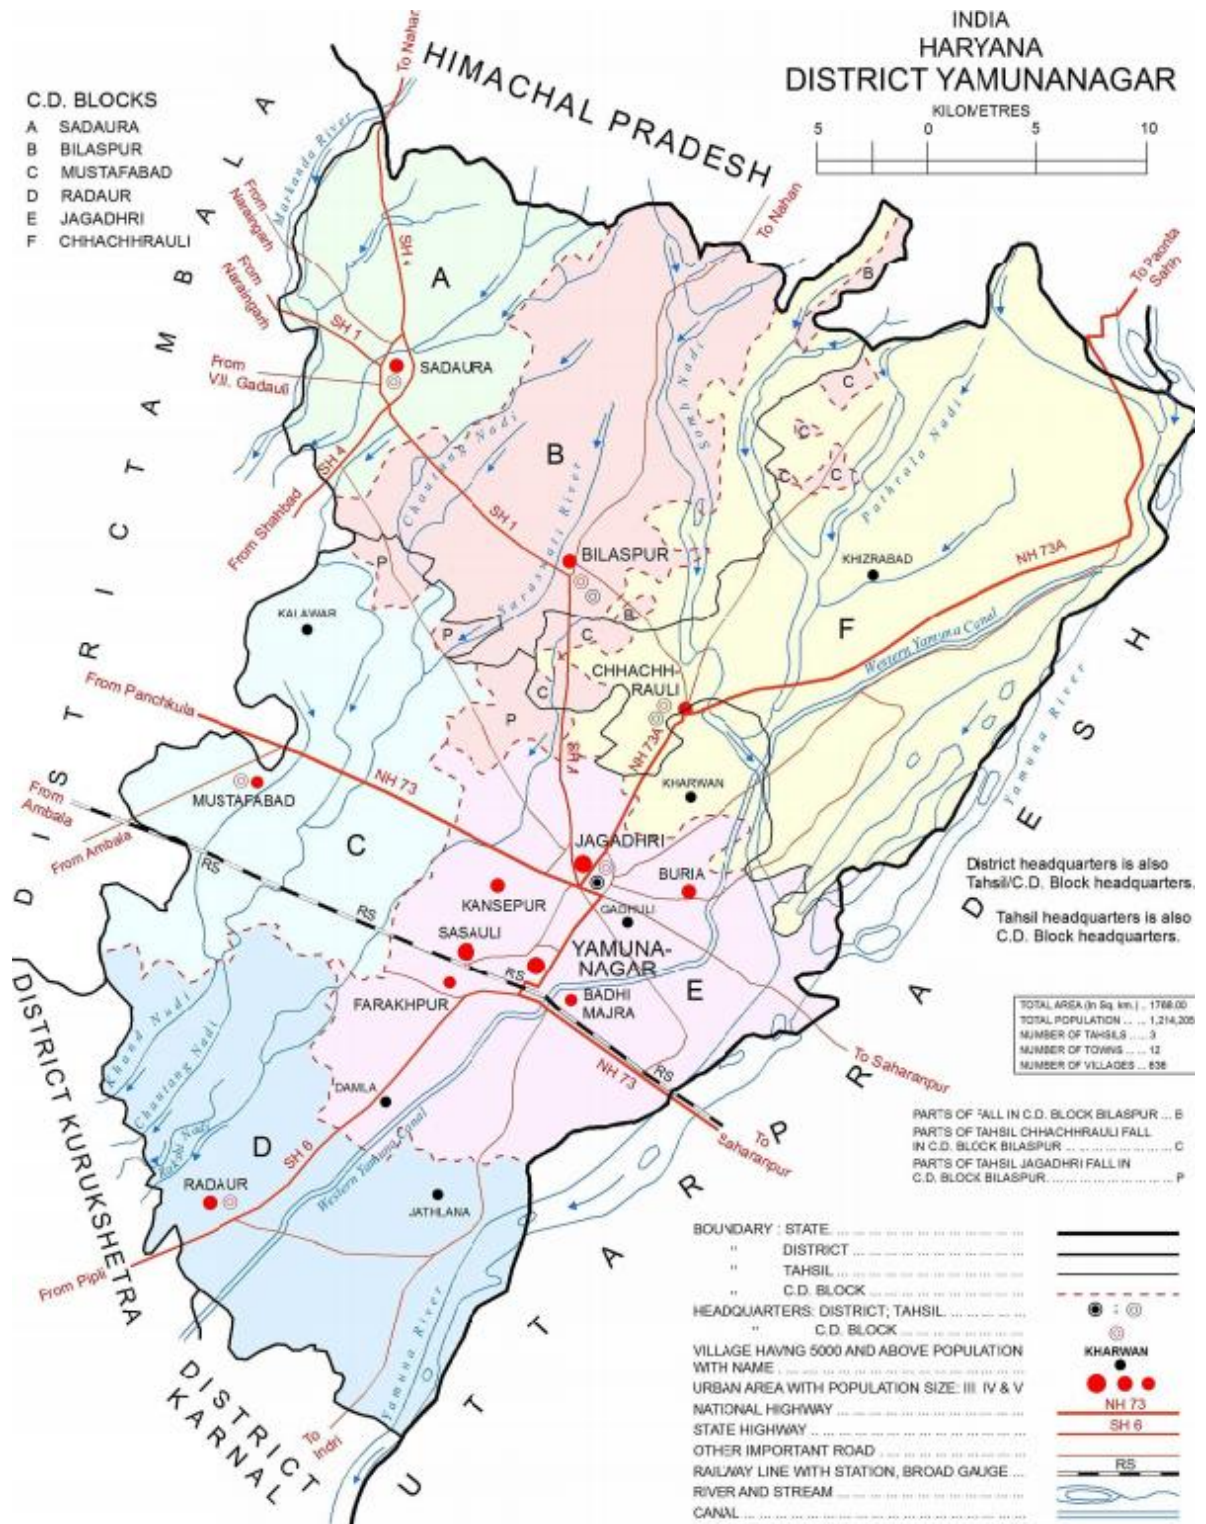 INDIA
HARYANA
DISTRICT YAMUNANAGAR
KILOMETRES
5 0 5 10
C.D. BLOCKS
A SADAURA
B BILASPUR
C MUSTAFABAD
D RADAUR
E JAGADHRI
F CHHACHHRAULI
HIMACHAL PRADESH
DISTRICT AMBALA
To Nahan
Markanda River
From Naraingarh
From Naraingarh
SH 1
From
Vill. Gadauli
SADAURA
A
SH 4
From Shahbad
To Nahan
To Paonta
Sahib
B
C
C
C
C
Somb Nadi
Pathrala Nadi
Chautang Nadi
Saraswati River
B
SH 1
BILASPUR
P
P
B
C
C
P
KHIZRABAD
NH 73A
F
Western Yamuna Canal
Yamuna River
KALAWAR
CHHACHH-
RAULI
NH 73A
KHARWAN
From Panchkula
NH 73
MUSTAFABAD
From
Ambala
From Ambala
RS
C
RS
JAGADHRI
BURIA
KANSEPUR
GADHULI
SASAULI
YAMUNA-
NAGAR
RS
FARAKHPUR
BADHI
MAJRA
E
NH 73
RS
To Saharanpur
To
Saharanpur
DAMLA
Western Yamuna Canal
Chautang Nadi
Rakshi Nadi
D
SH 6
RADAUR
JATHLANA
From Pipli
To
Indri
Yamuna River
DISTRICT KURUKSHETRA
DISTRICT
KARNAL
UTTAR PRADESH
District headquarters is also
Tahsil/C.D. Block headquarters.
Tahsil headquarters is also
C.D. Block headquarters.
TOTAL AREA (in Sq. km.) .. 1768.00
TOTAL POPULATION ... ... 1,214,205
NUMBER OF TAHSILS .. ... 3
NUMBER OF TOWNS ... .. 12
NUMBER OF VILLAGES .. 636
PARTS OF FALL IN C.D. BLOCK BILASPUR ... B
PARTS OF TAHSIL CHHACHHRAULI FALL
IN C.D. BLOCK BILASPUR ... C
PARTS OF TAHSIL JAGADHRI FALL IN
C.D. BLOCK BILASPUR ... P
BOUNDARY : STATE
" DISTRICT
" TAHSIL
" C.D. BLOCK
HEADQUARTERS: DISTRICT; TAHSIL
" C.D. BLOCK
VILLAGE HAVNG 5000 AND ABOVE POPULATION
WITH NAME
KHARWAN
URBAN AREA WITH POPULATION SIZE: III IV & V
NATIONAL HIGHWAY
NH 73
STATE HIGHWAY
SH 6
OTHER IMPORTANT ROAD
RAILWAY LINE WITH STATION, BROAD GAUGE
RS
RIVER AND STREAM
CANAL